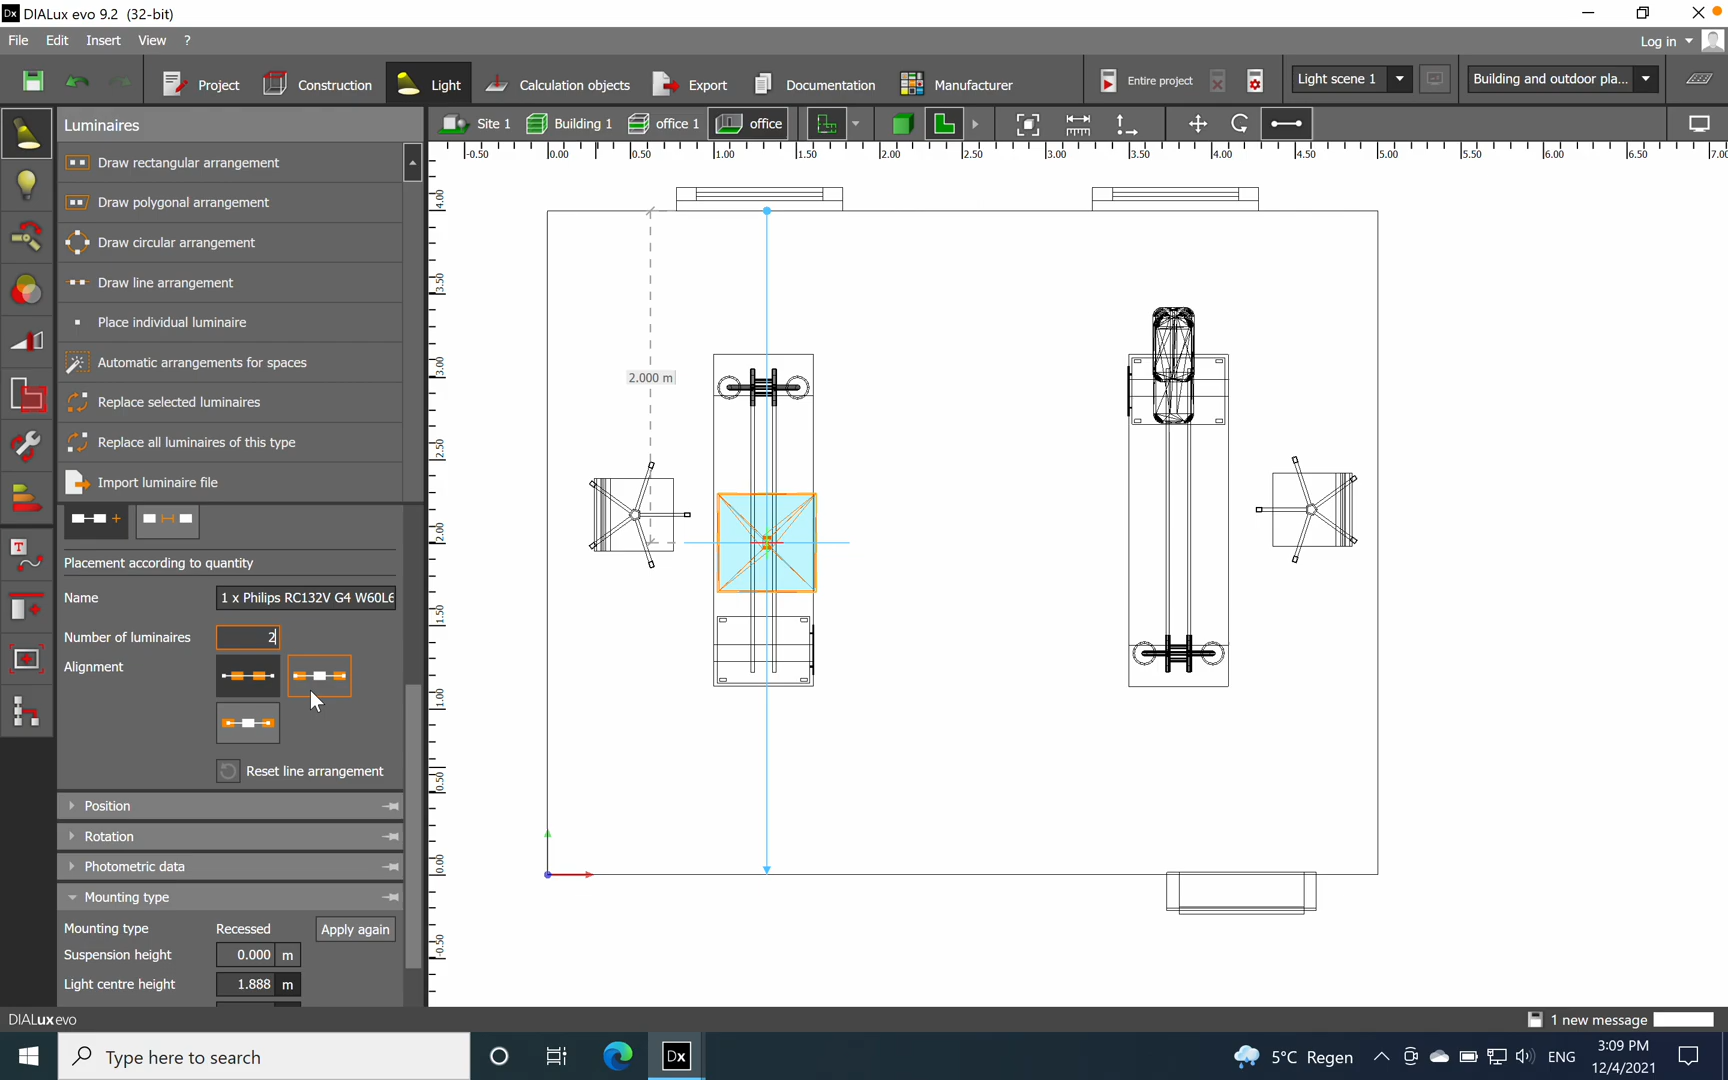 DIALux evo 9.2 (32-bit)
File Edit Insert View ?
Log in
Project Construction Light Calculation objects Export Documentation Manufacturer
Entire project
Light scene 1
Building and outdoor pla...
Luminaires
Site 1 Building 1 office 1 office
-0.50 0.00 0.50 1.00 1.50 2.00 2.50 3.00 3.50 4.00 4.50 5.00 5.50 6.00 6.50 7.00
Draw rectangular arrangement
Draw polygonal arrangement
Draw circular arrangement
Draw line arrangement
Place individual luminaire
Automatic arrangements for spaces
Replace selected luminaires
Replace all luminaires of this type
Import luminaire file
4.00
3.50
3.00
2.50
2.00
1.50
1.00
0.50
0.00
-0.50
2.000 m
Placement according to quantity
Name 1 x Philips RC132V G4 W60L6
Number of luminaires 2
Alignment
Reset line arrangement
Position
Rotation
Photometric data
Mounting type
Mounting type Recessed Apply again
Suspension height 0.000 m
Light centre height 1.888 m
DIALux evo
1 new message
Type here to search
Dx
5°C Regen
ENG
3:09 PM
12/4/2021